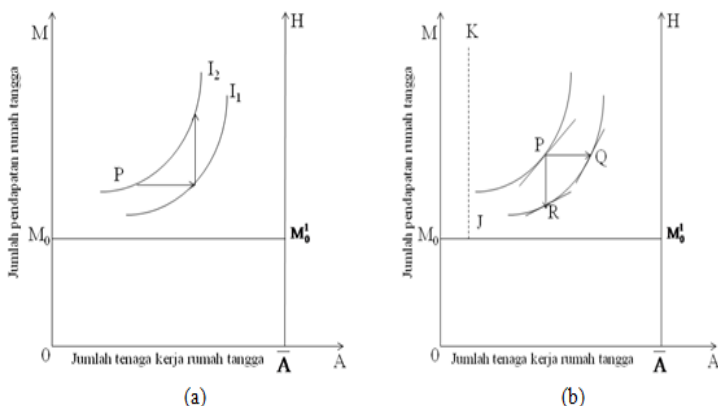 M
H
I₂
I₁
P
M₀
M₀¹
Jumlah pendapatan rumah tangga
0
Jumlah tenaga kerja rumah tangga
A̅
A
(a)
M
K
H
P
Q
R
J
M₀
M₀¹
Jumlah pendapatan rumah tangga
0
Jumlah tenaga kerja rumah tangga
A̅
A
(b)